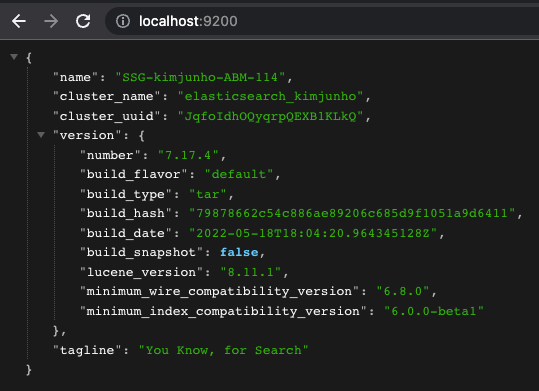 localhost:9200
{
"name": "SSG-kimjunho-ABM-114",
"cluster_name": "elasticsearch_kimjunho",
"cluster_uuid": "JqfoIdhOQyqrpQEXB1KLkQ",
"version": {
"number": "7.17.4",
"build_flavor": "default",
"build_type": "tar",
"build_hash": "79878662c54c886ae89206c685d9f1051a9d6411",
"build_date": "2022-05-18T18:04:20.964345128Z",
"build_snapshot": false,
"lucene_version": "8.11.1",
"minimum_wire_compatibility_version": "6.8.0",
"minimum_index_compatibility_version": "6.0.0-beta1"
},
"tagline": "You Know, for Search"
}